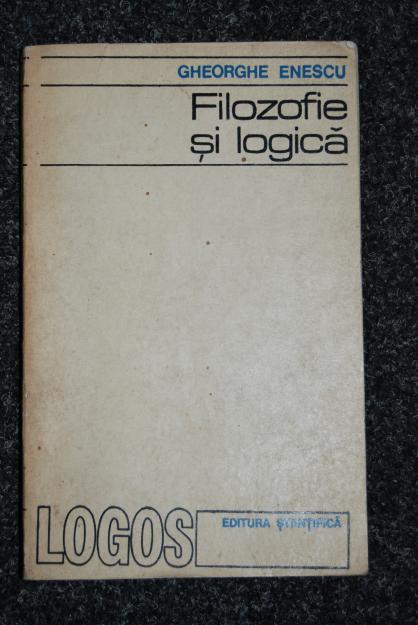 GHEORGHE ENESCU
Filozofie
și logică
LOGOS
EDITURA ȘTIINȚIFICĂ